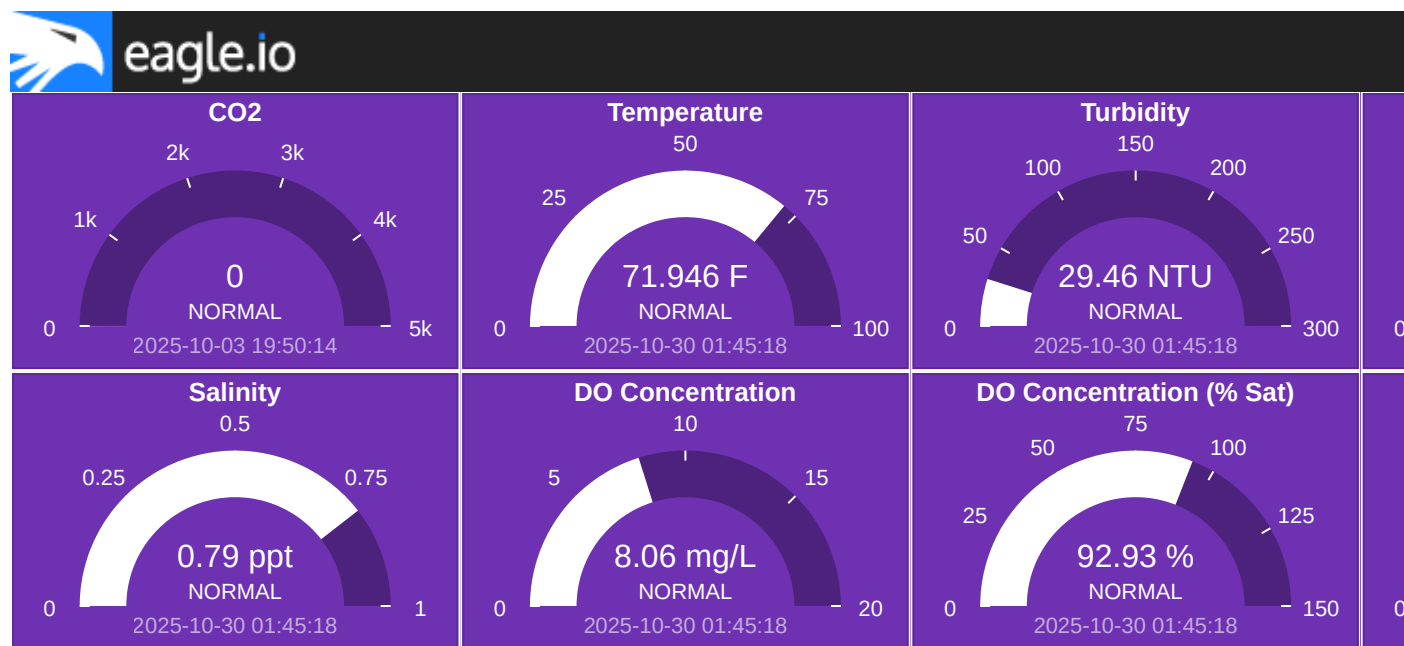 eagle.io
CO2
0
1k
2k
3k
4k
5k
0
NORMAL
2025-10-03 19:50:14
Temperature
0
25
50
75
100
71.946 F
NORMAL
2025-10-30 01:45:18
Turbidity
0
50
100
150
200
250
300
29.46 NTU
NORMAL
2025-10-30 01:45:18
0
Salinity
0
0.25
0.5
0.75
1
0.79 ppt
NORMAL
2025-10-30 01:45:18
DO Concentration
0
5
10
15
20
8.06 mg/L
NORMAL
2025-10-30 01:45:18
DO Concentration (% Sat)
0
25
50
75
100
125
150
92.93 %
NORMAL
2025-10-30 01:45:18
0